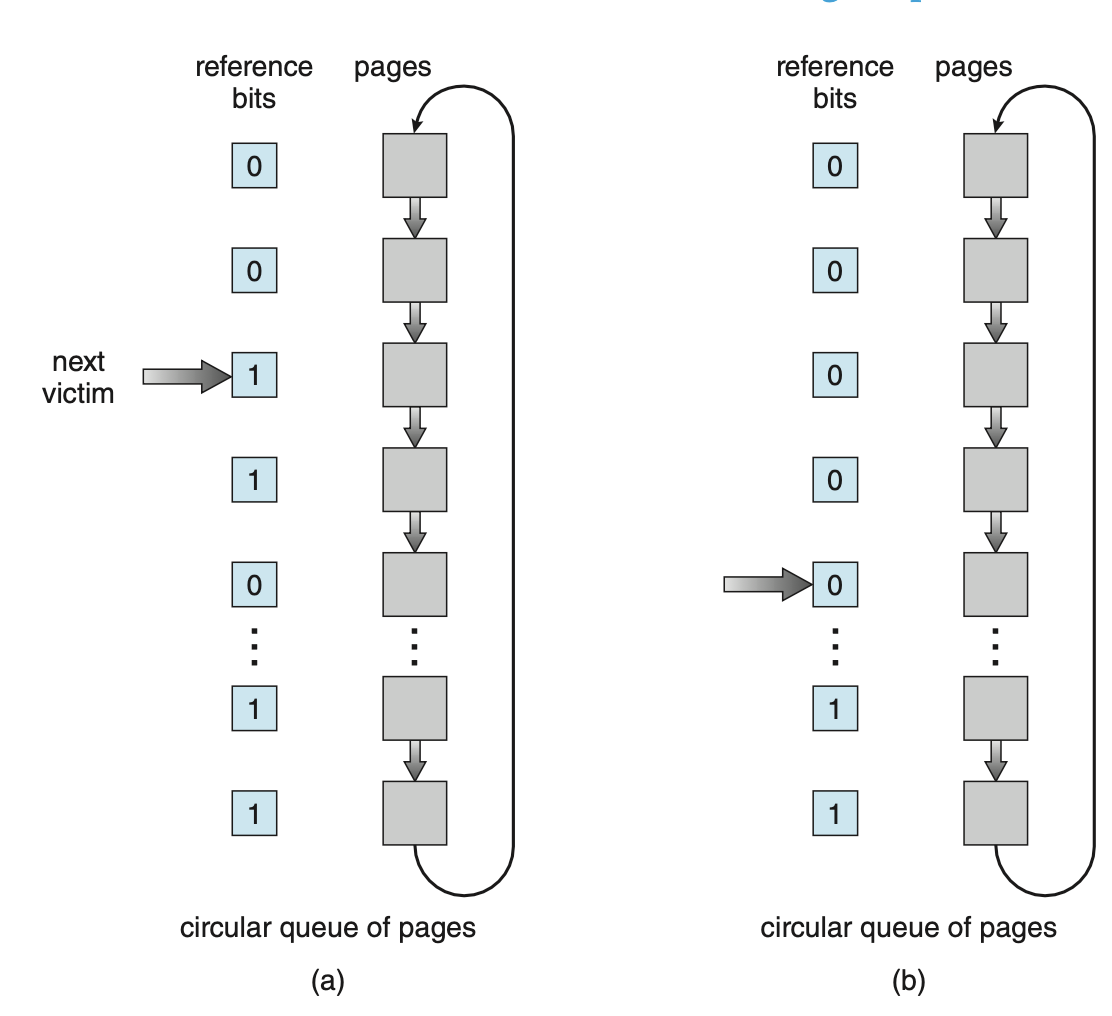 reference pages
bits
0
0
next
victim
1
1
0
1
1
circular queue of pages
(a)
reference pages
bits
0
0
0
0
0
1
1
circular queue of pages
(b)